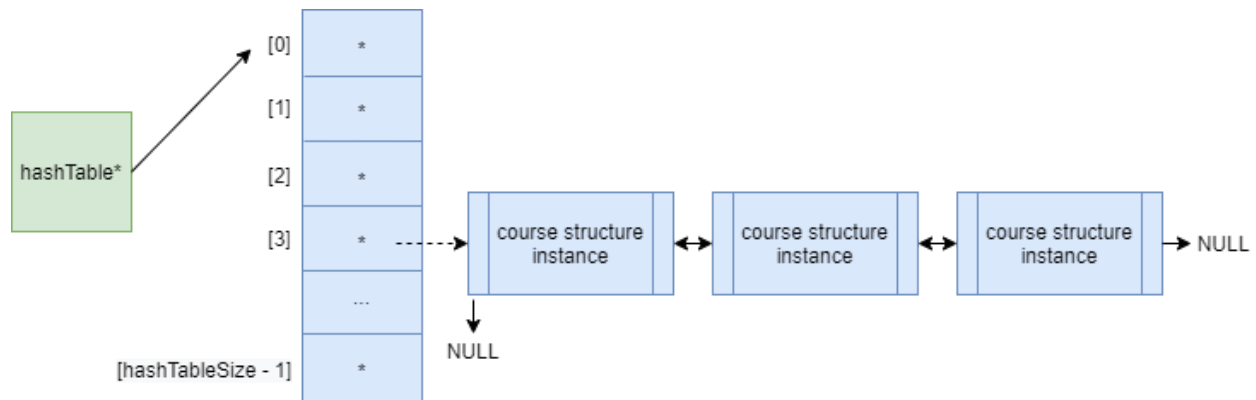 [0] *
[1] *
hashTable*
[2] *
[3] *
course structure
instance
course structure
instance
course structure
instance
NULL
...
NULL
[hashTableSize - 1] *